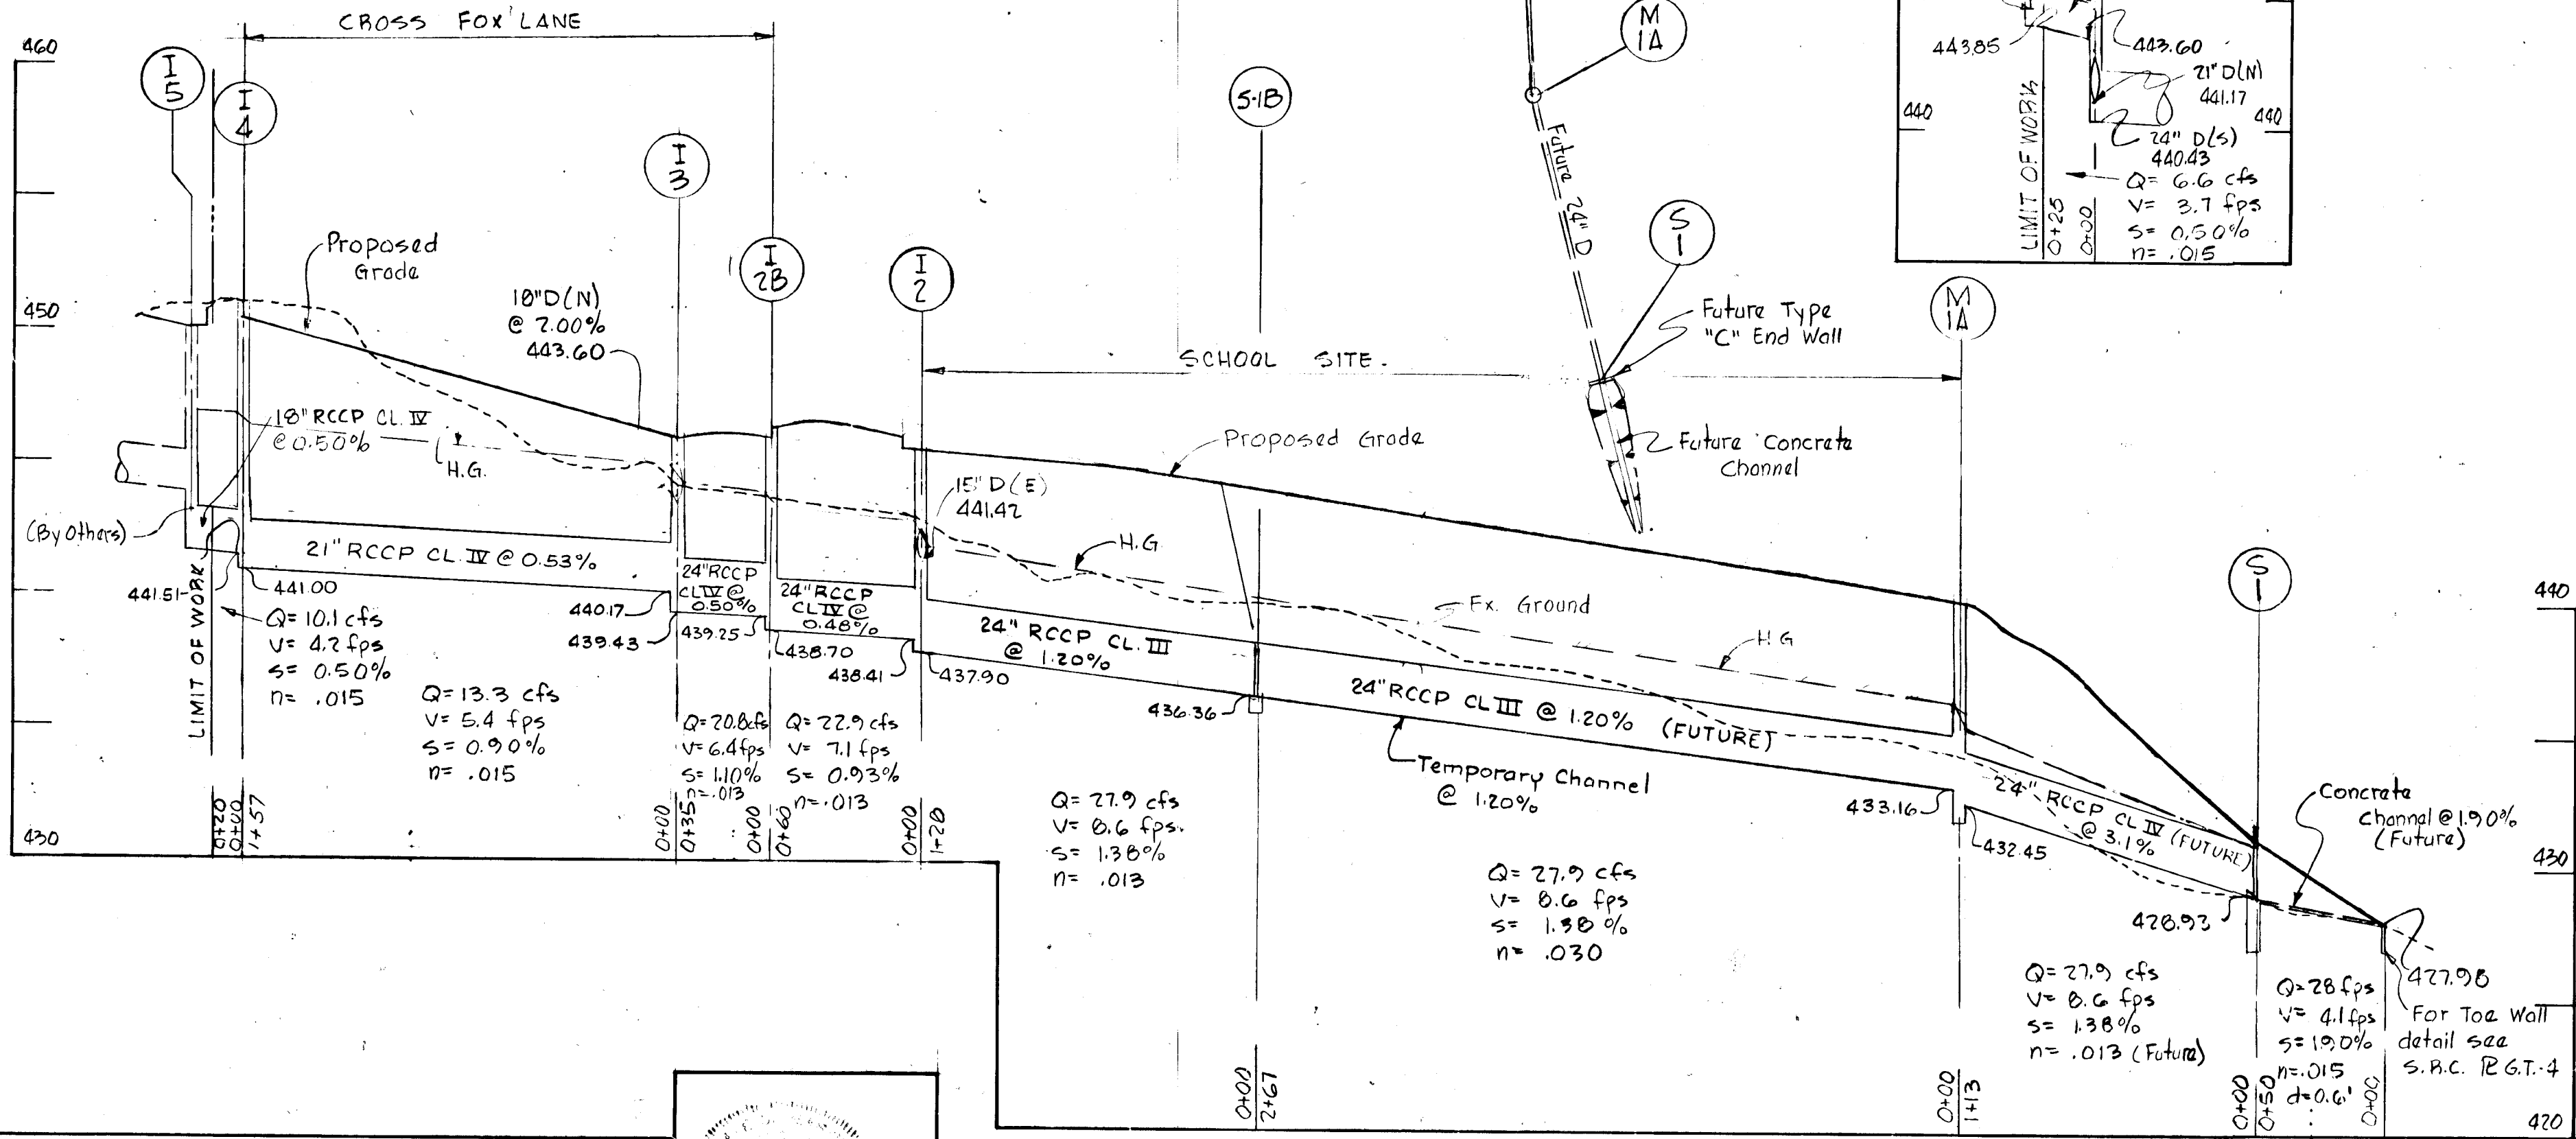 CROSS FOX LANE
460
I
5
I
4
I
3
I
2B
I
2
S-1B
M
1A
443.85
443.60
21" D(N)
441.17
440
440
24" D(S)
440.43
LIMIT OF WORK
0+25
0+00
Q= 6.6 cfs
V= 3.7 fps
S= 0.50%
n= .015
Future 24" D
S
1
Future Type
"C" End Wall
Future Concrete
Channel
M
1A
Proposed
Grade
450
18"D(N)
@ 2.00%
443.60
SCHOOL SITE
18" RCCP CL. IV
@ 0.50%
H.G.
Proposed Grade
15" D(E)
441.42
H.G.
(By Others)
21" RCCP CL. IV @ 0.53%
24"RCCP
CL IV @
0.50%
24"RCCP
CL IV @
0.48%
24" RCCP CL. III
@ 1.20%
Ex. Ground
H.G
S
1
440
441.51
441.00
440.17
439.43
439.25
438.70
438.41
437.90
436.36
24" RCCP CL III @ 1.20% (FUTURE)
Temporary Channel
@ 1.20%
433.16
432.45
24" RCCP CL IV (FUTURE)
@ 3.1%
Concrete
Channel @ 1.90%
(Future)
430
428.93
427.98
LIMIT OF WORK
Q= 10.1 cfs
V= 4.2 fps
S= 0.50%
n= .015
Q= 13.3 cfs
V= 5.4 fps
S= 0.90%
n= .015
Q= 20.8cfs
V= 6.4fps
S= 1.10%
n= .013
Q= 22.9 cfs
V= 7.1 fps
S= 0.93%
n= .013
Q= 27.9 cfs
V= 8.6 fps.
S= 1.38%
n= .013
Q= 27.9 cfs
V= 8.6 fps
S= 1.38 %
n= .030
Q= 27.9 cfs
V= 8.6 fps
S= 1.38%
n= .013 (Future)
Q= 28 fps
V= 4.1 fps
S= 19.0%
n=.015
d=0.6'
For Toe Wall
detail see
S.R.C. PL G.T.-4
430
0+20
0+00
1+57
0+00
0+35
0+00
0+60
0+00
1+28
0+00
2+67
0+00
1+13
0+00
0+50
0+00
420